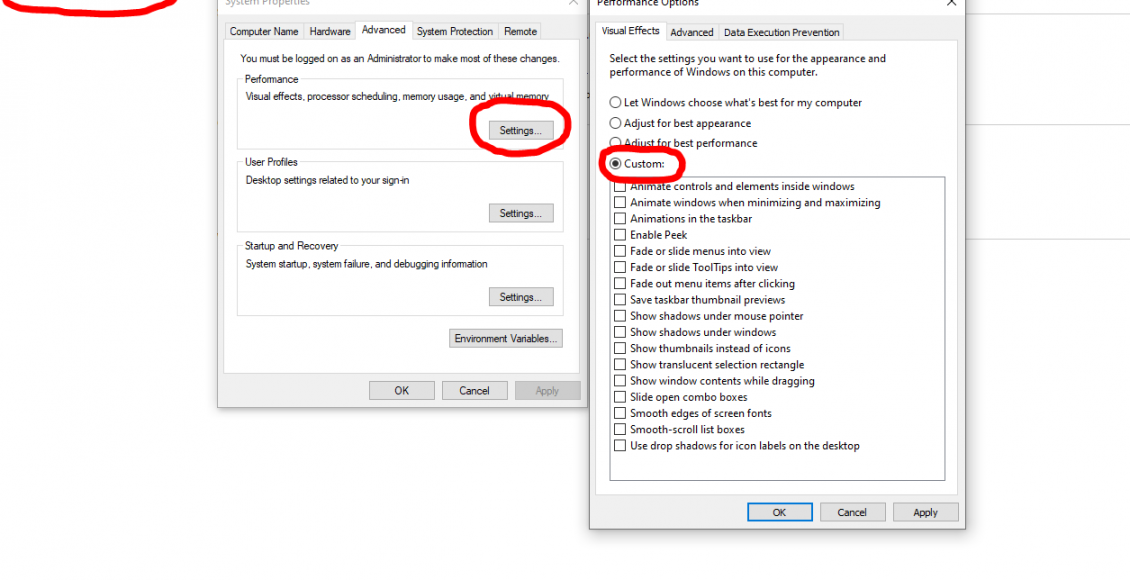 System Properties
Computer Name Hardware Advanced System Protection Remote
You must be logged on as an Administrator to make most of these changes.
Performance
Visual effects, processor scheduling, memory usage, and virtual memory
Settings...
User Profiles
Desktop settings related to your sign-in
Settings...
Startup and Recovery
System startup, system failure, and debugging information
Settings...
Environment Variables...
OK Cancel Apply
Performance Options
Visual Effects Advanced Data Execution Prevention
Select the settings you want to use for the appearance and
performance of Windows on this computer.
Let Windows choose what's best for my computer
Adjust for best appearance
Adjust for best performance
Custom:
Animate controls and elements inside windows
Animate windows when minimizing and maximizing
Animations in the taskbar
Enable Peek
Fade or slide menus into view
Fade or slide ToolTips into view
Fade out menu items after clicking
Save taskbar thumbnail previews
Show shadows under mouse pointer
Show shadows under windows
Show thumbnails instead of icons
Show translucent selection rectangle
Show window contents while dragging
Slide open combo boxes
Smooth edges of screen fonts
Smooth-scroll list boxes
Use drop shadows for icon labels on the desktop
OK Cancel Apply